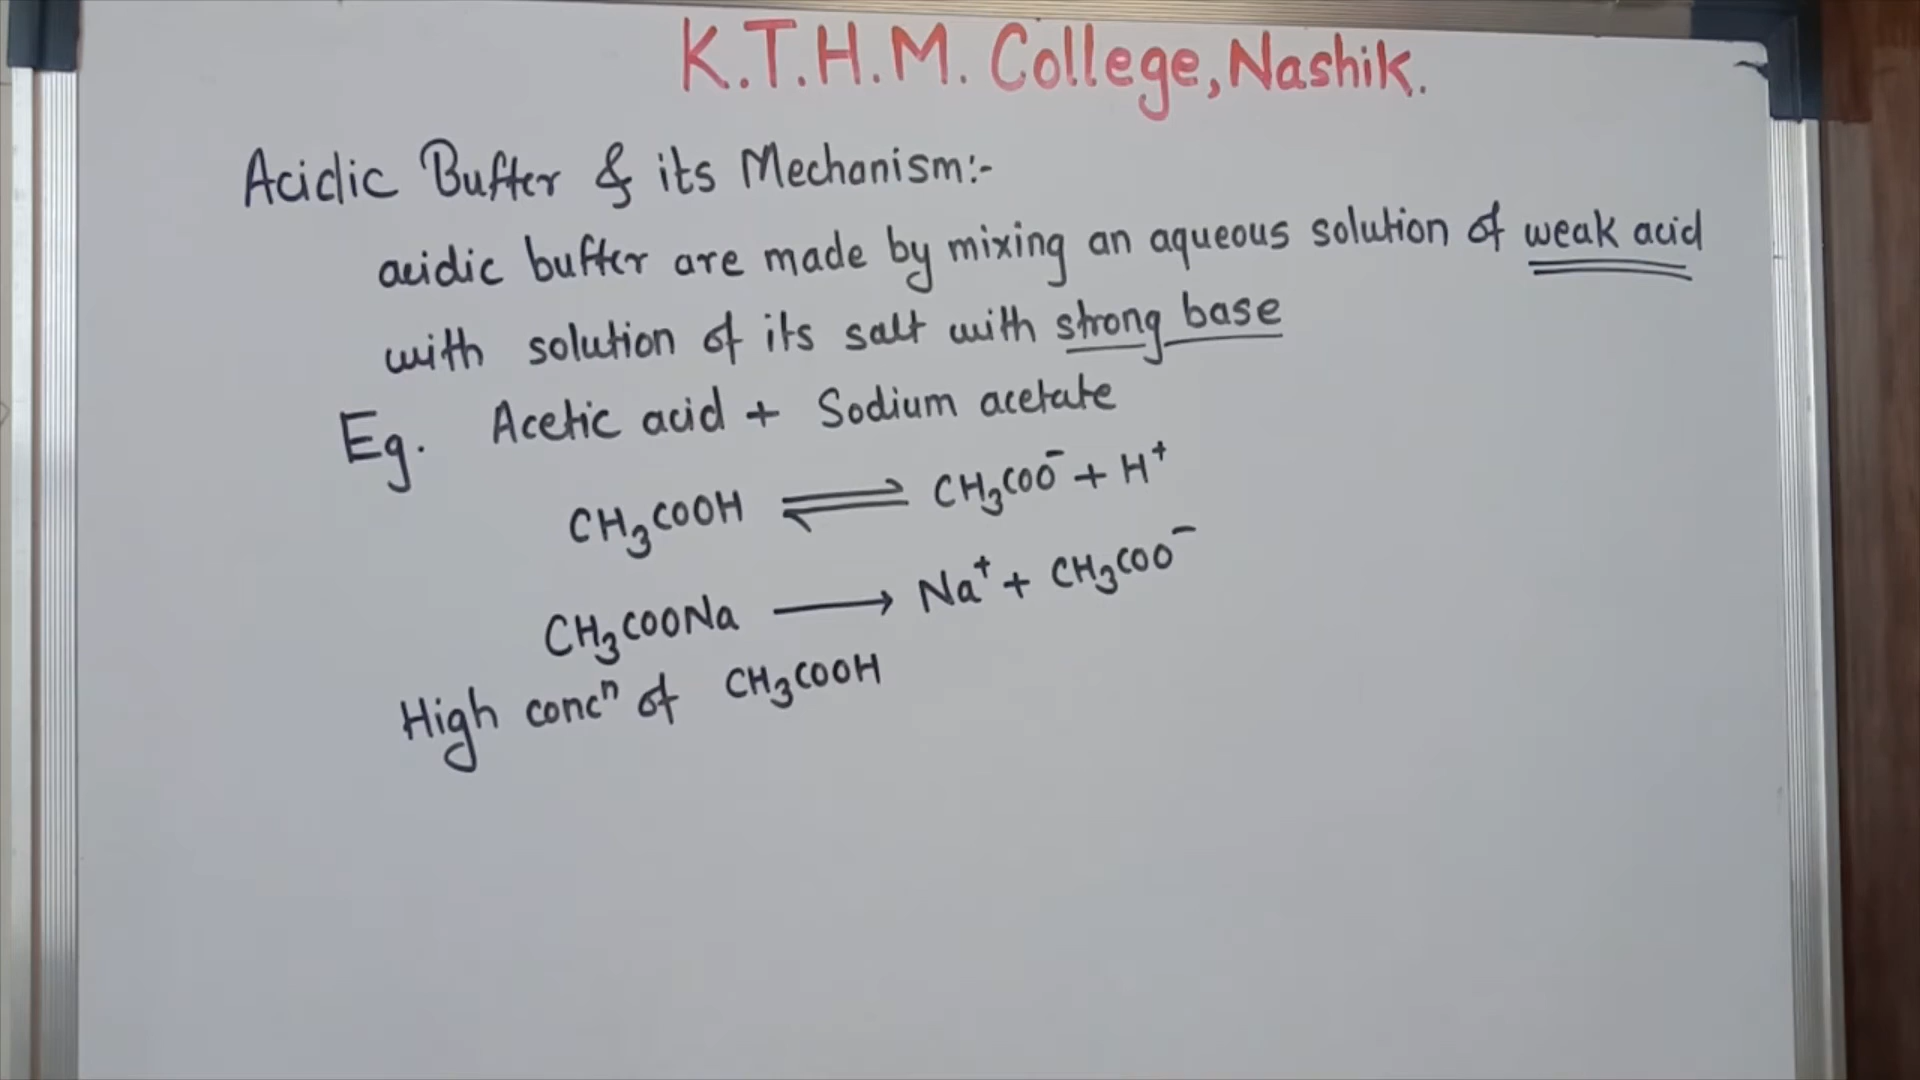 K.T.H.M. College, Nashik.
Acidic Buffer & its Mechanism:-
acidic buffer are made by mixing an aqueous solution of weak acid
with solution of its salt with strong base
Eg. Acetic acid + Sodium acetate
CH₃COOH ⇌ CH₃COO⁻ + H⁺
CH₃COONa ⟶ Na⁺ + CH₃COO⁻
High concⁿ of CH₃COOH